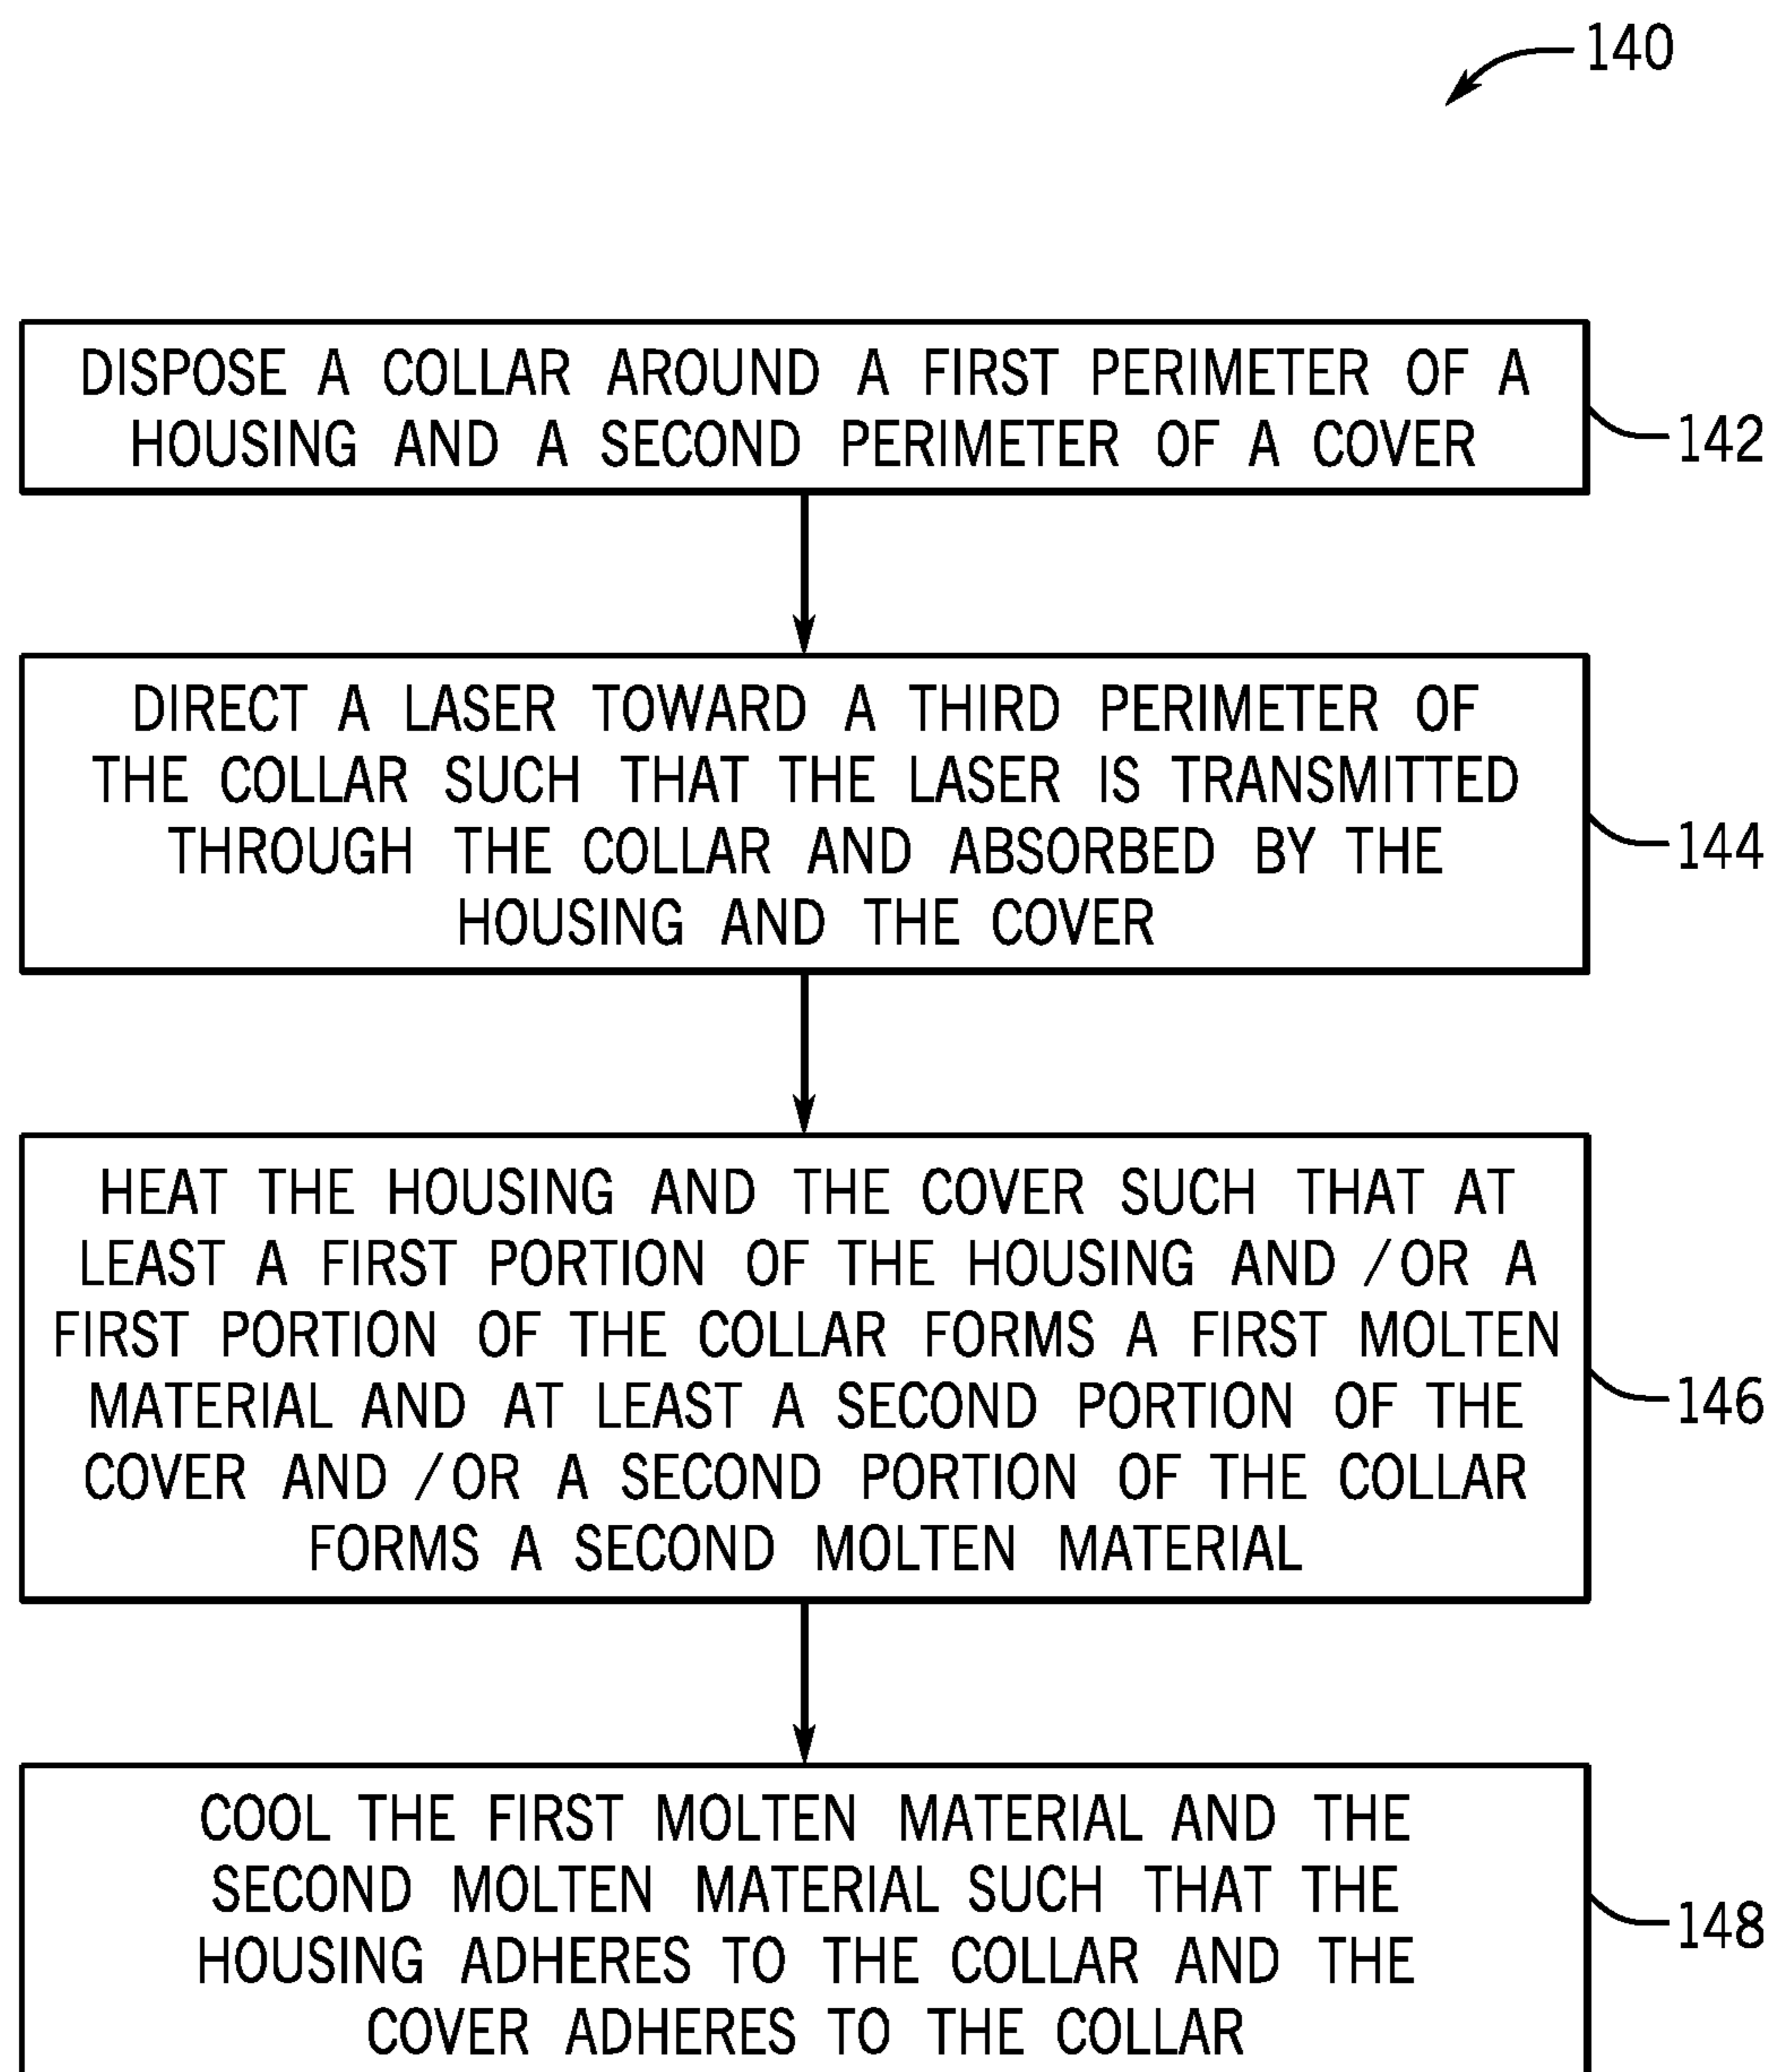 140
DISPOSE A COLLAR AROUND A FIRST PERIMETER OF A
HOUSING AND A SECOND PERIMETER OF A COVER
142
DIRECT A LASER TOWARD A THIRD PERIMETER OF
THE COLLAR SUCH THAT THE LASER IS TRANSMITTED
THROUGH THE COLLAR AND ABSORBED BY THE
HOUSING AND THE COVER
144
HEAT THE HOUSING AND THE COVER SUCH THAT AT
LEAST A FIRST PORTION OF THE HOUSING AND /OR A
FIRST PORTION OF THE COLLAR FORMS A FIRST MOLTEN
MATERIAL AND AT LEAST A SECOND PORTION OF THE
COVER AND /OR A SECOND PORTION OF THE COLLAR
FORMS A SECOND MOLTEN MATERIAL
146
COOL THE FIRST MOLTEN MATERIAL AND THE
SECOND MOLTEN MATERIAL SUCH THAT THE
HOUSING ADHERES TO THE COLLAR AND THE
COVER ADHERES TO THE COLLAR
148